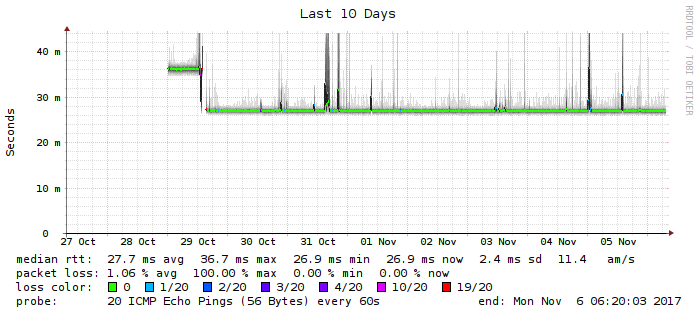 Last 10 Days
RRDTOOL / TOBI OETIKER
Seconds
40 m
30 m
20 m
10 m
0
27 Oct 28 Oct 29 Oct 30 Oct 31 Oct 01 Nov 02 Nov 03 Nov 04 Nov 05 Nov
median rtt: 27.7 ms avg 36.7 ms max 26.9 ms min 26.9 ms now 2.4 ms sd 11.4 am/s
packet loss: 1.06 % avg 100.00 % max 0.00 % min 0.00 % now
loss color: 0 1/20 2/20 3/20 4/20 10/20 19/20
probe: 20 ICMP Echo Pings (56 Bytes) every 60s end: Mon Nov 6 06:20:03 2017